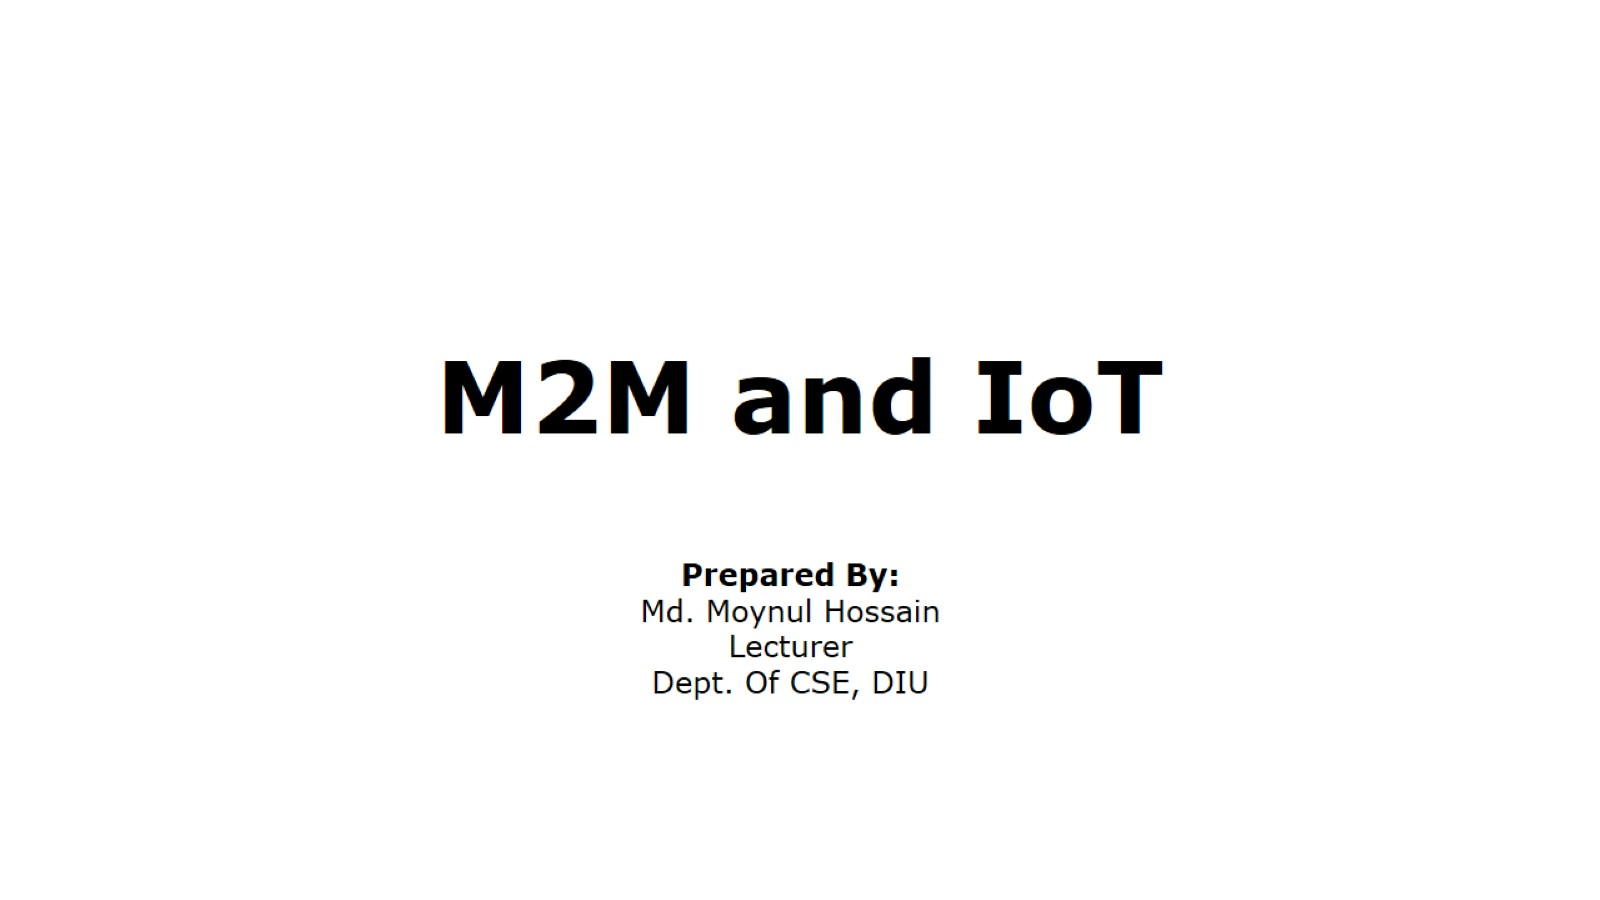 M2M and IoT
Prepared By:
Md. Moynul Hossain
Lecturer
Dept. Of CSE, DIU